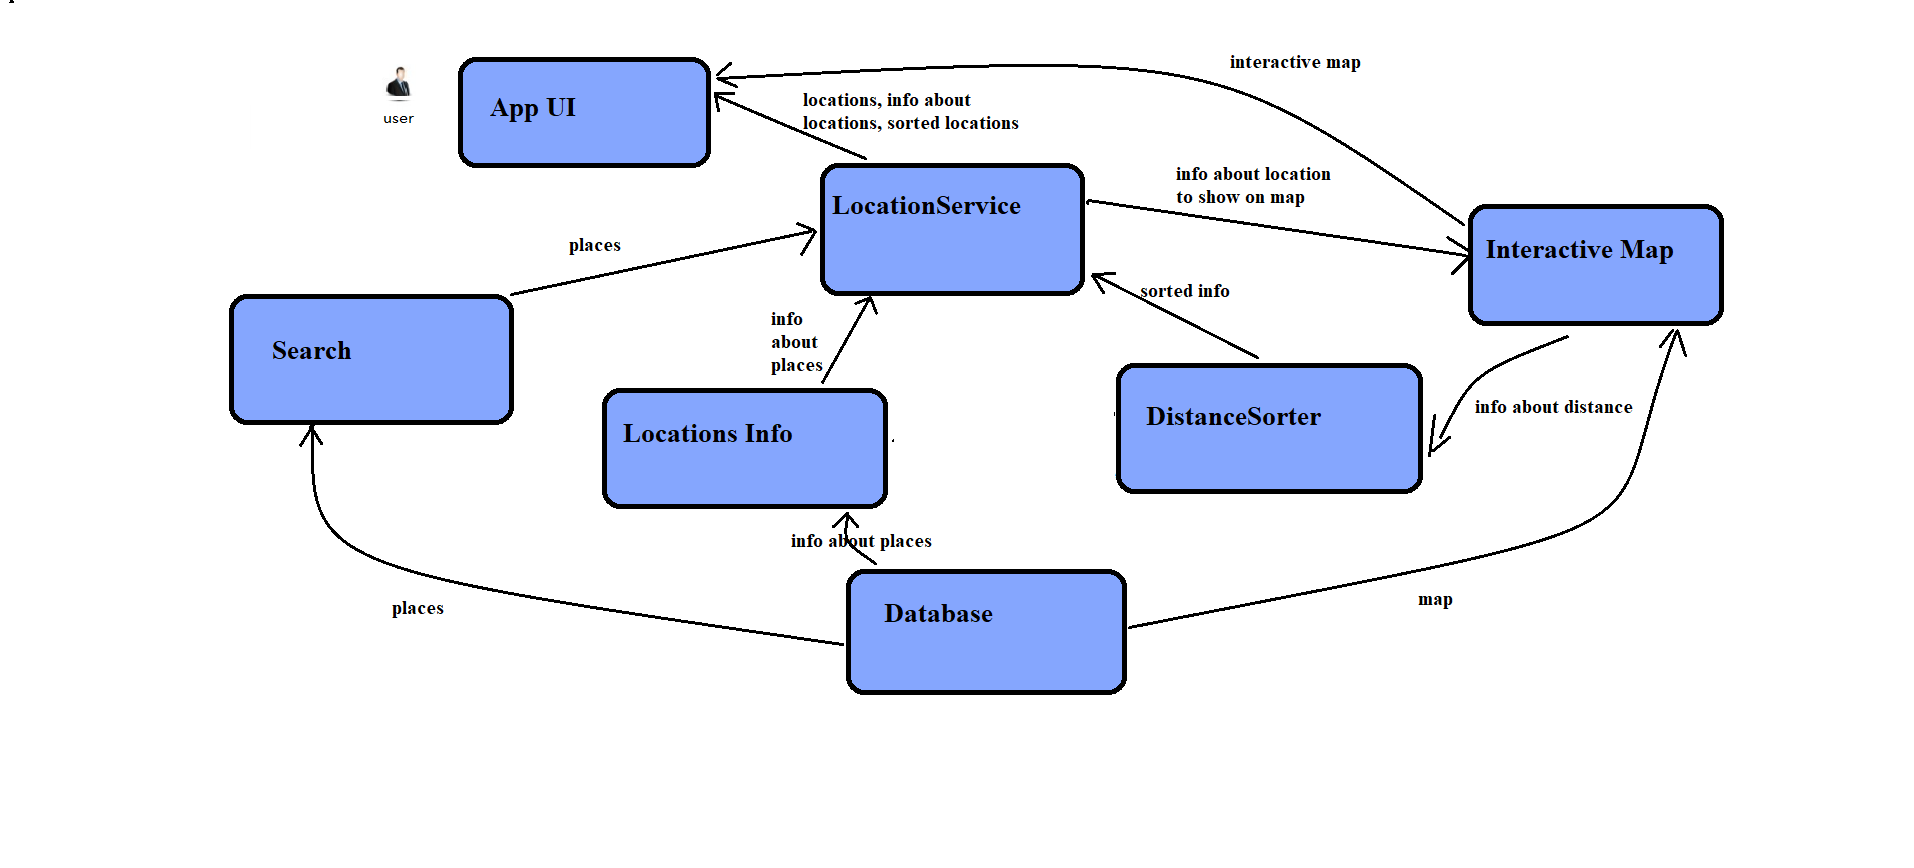 interactive map
App UI
locations, info about
locations, sorted locations
user
info about location
to show on map
LocationService
places
Interactive Map
sorted info
info
about
places
Search
info about distance
DistanceSorter
Locations Info
info about places
map
places
Database